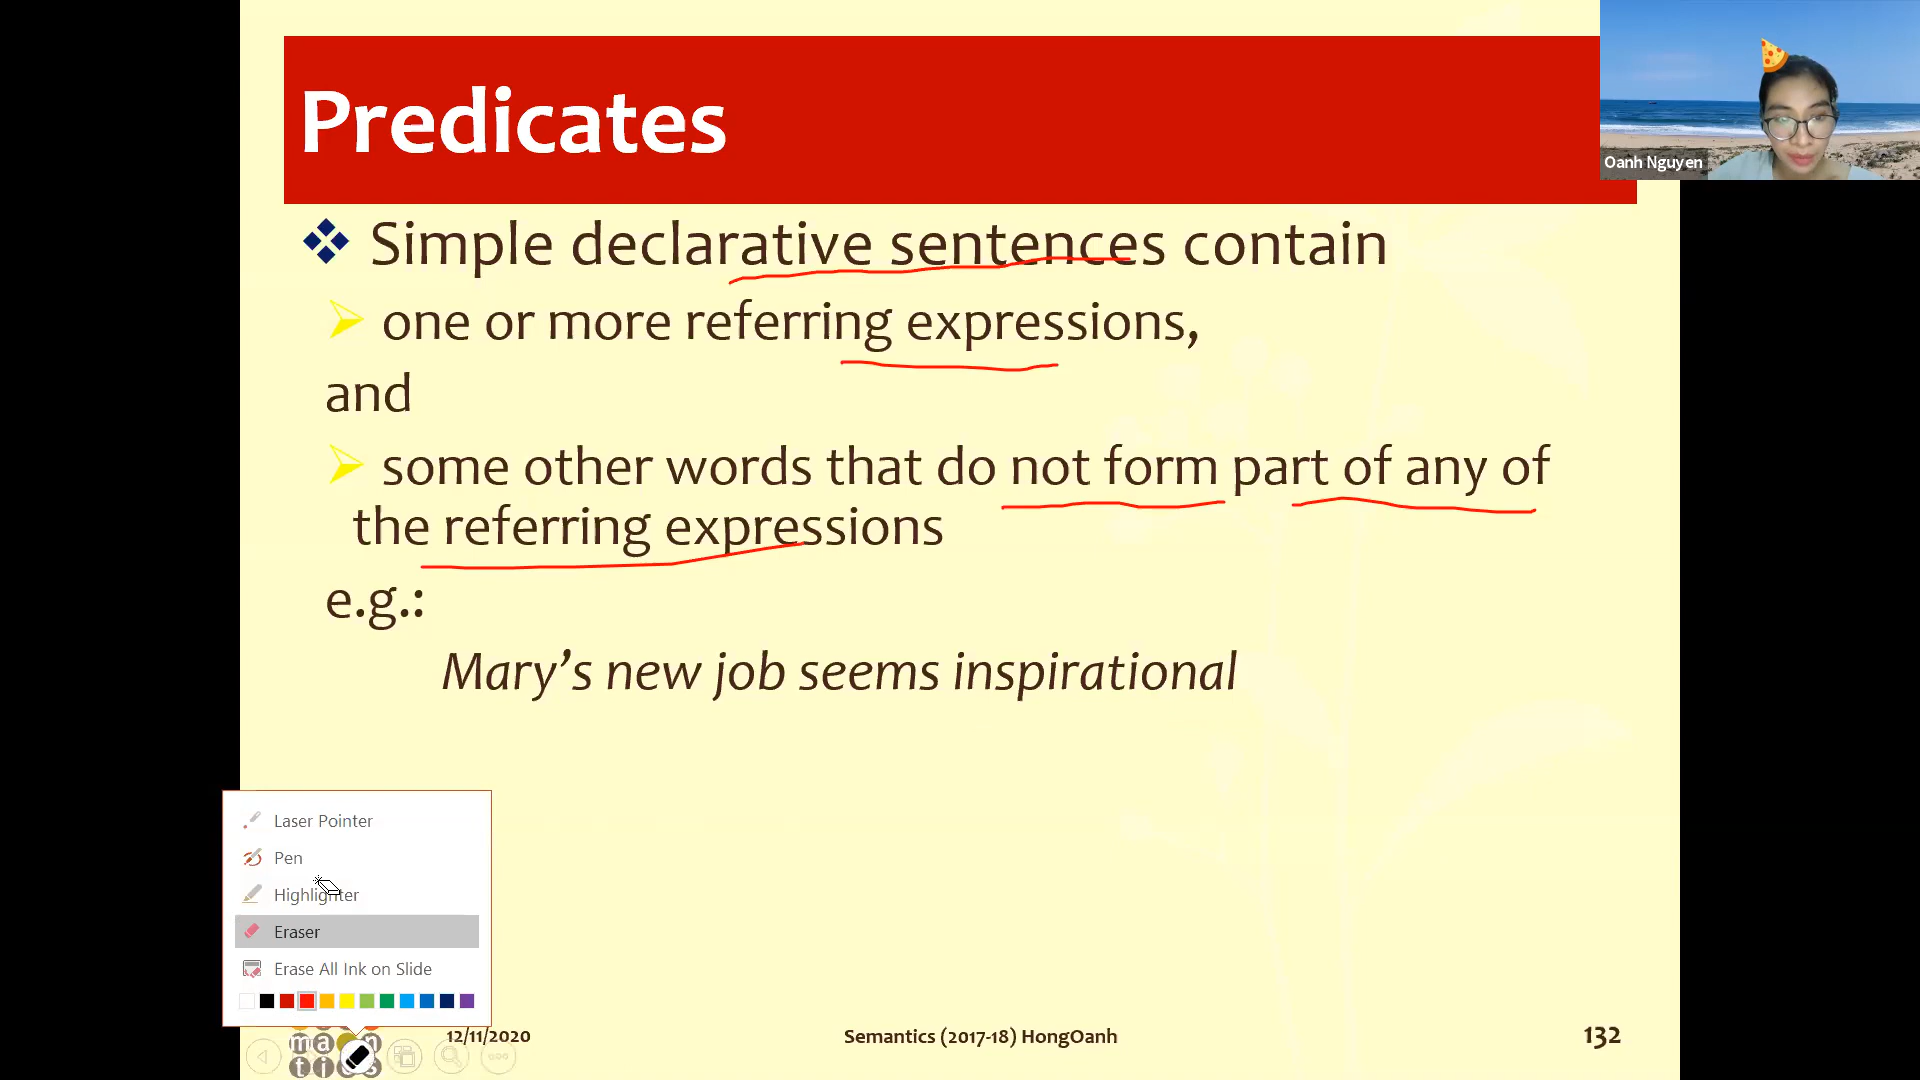 Predicates
Oanh Nguyen
Simple declarative sentences contain
one or more referring expressions,
and
some other words that do not form part of any of
the referring expressions
e.g.:
Mary's new job seems inspirational
Laser Pointer
Pen
Highlighter
Eraser
Erase All Ink on Slide
12/11/2020
Semantics (2017-18) HongOanh
132